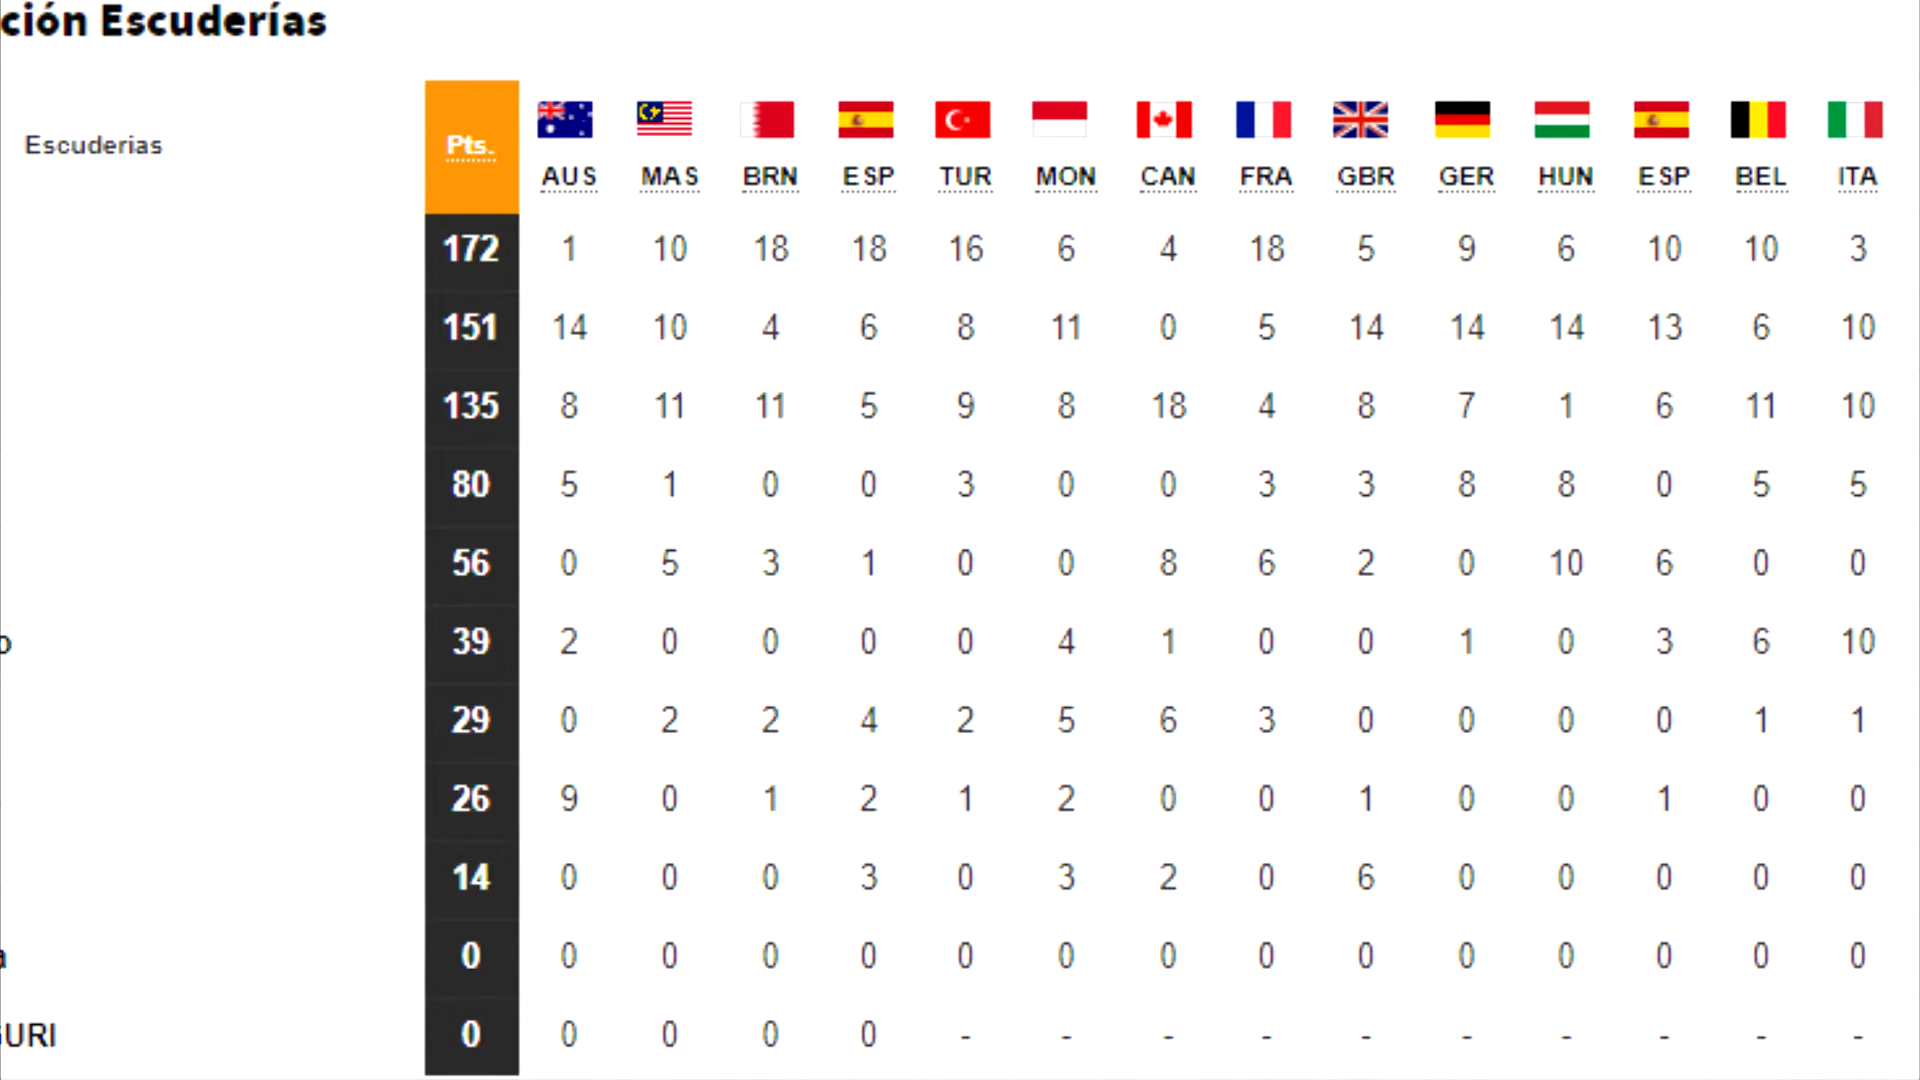 ción Escuderías
Escuderias Pts. AUS MAS BRN ESP TUR MON CAN FRA GBR GER HUN ESP BEL ITA
172 1 10 18 18 16 6 4 18 5 9 6 10 10 3
151 14 10 4 6 8 11 0 5 14 14 14 13 6 10
135 8 11 11 5 9 8 18 4 8 7 1 6 11 10
80 5 1 0 0 3 0 0 3 3 8 8 0 5 5
56 0 5 3 1 0 0 8 6 2 0 10 6 0 0
o 39 2 0 0 0 0 4 1 0 0 1 0 3 6 10
29 0 2 2 4 2 5 6 3 0 0 0 0 1 1
26 9 0 1 2 1 2 0 0 1 0 0 1 0 0
14 0 0 0 3 0 3 2 0 6 0 0 0 0 0
a 0 0 0 0 0 0 0 0 0 0 0 0 0 0 0
GURI 0 0 0 0 0 - - - - - - - - - -